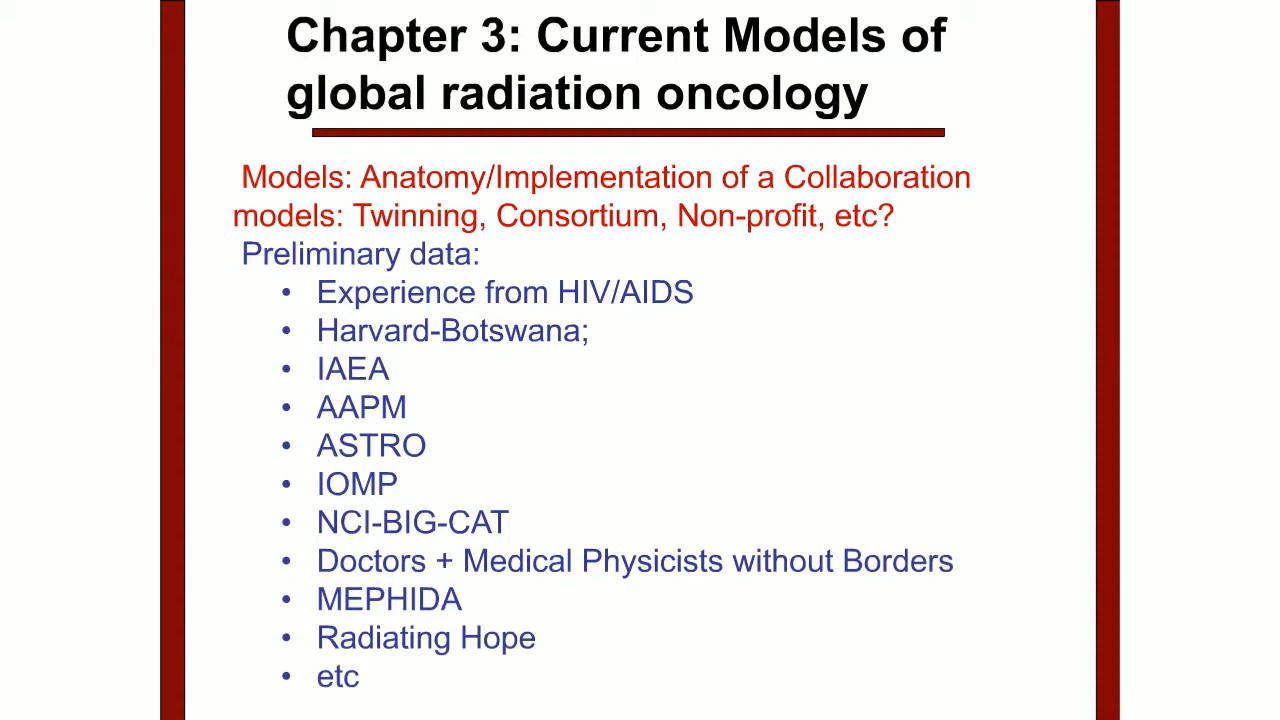 Chapter 3: Current Models of
global radiation oncology
Models: Anatomy/Implementation of a Collaboration
models: Twinning, Consortium, Non-profit, etc?
Preliminary data:
• Experience from HIV/AIDS
• Harvard-Botswana;
• IAEA
• AAPM
• ASTRO
• IOMP
• NCI-BIG-CAT
• Doctors + Medical Physicists without Borders
• MEPHIDA
• Radiating Hope
• etc